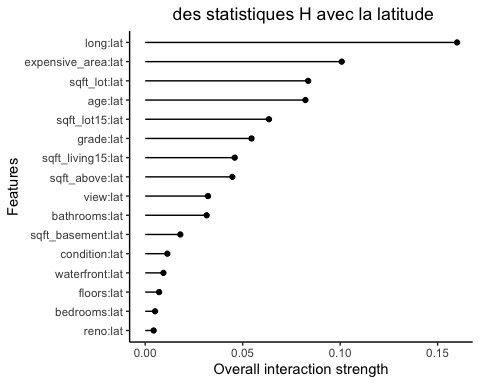 des statistiques H avec la latitude
Features
long:lat
expensive_area:lat
sqft_lot:lat
age:lat
sqft_lot15:lat
grade:lat
sqft_living15:lat
sqft_above:lat
view:lat
bathrooms:lat
sqft_basement:lat
condition:lat
waterfront:lat
floors:lat
bedrooms:lat
reno:lat
0.00 0.05 0.10 0.15
Overall interaction strength